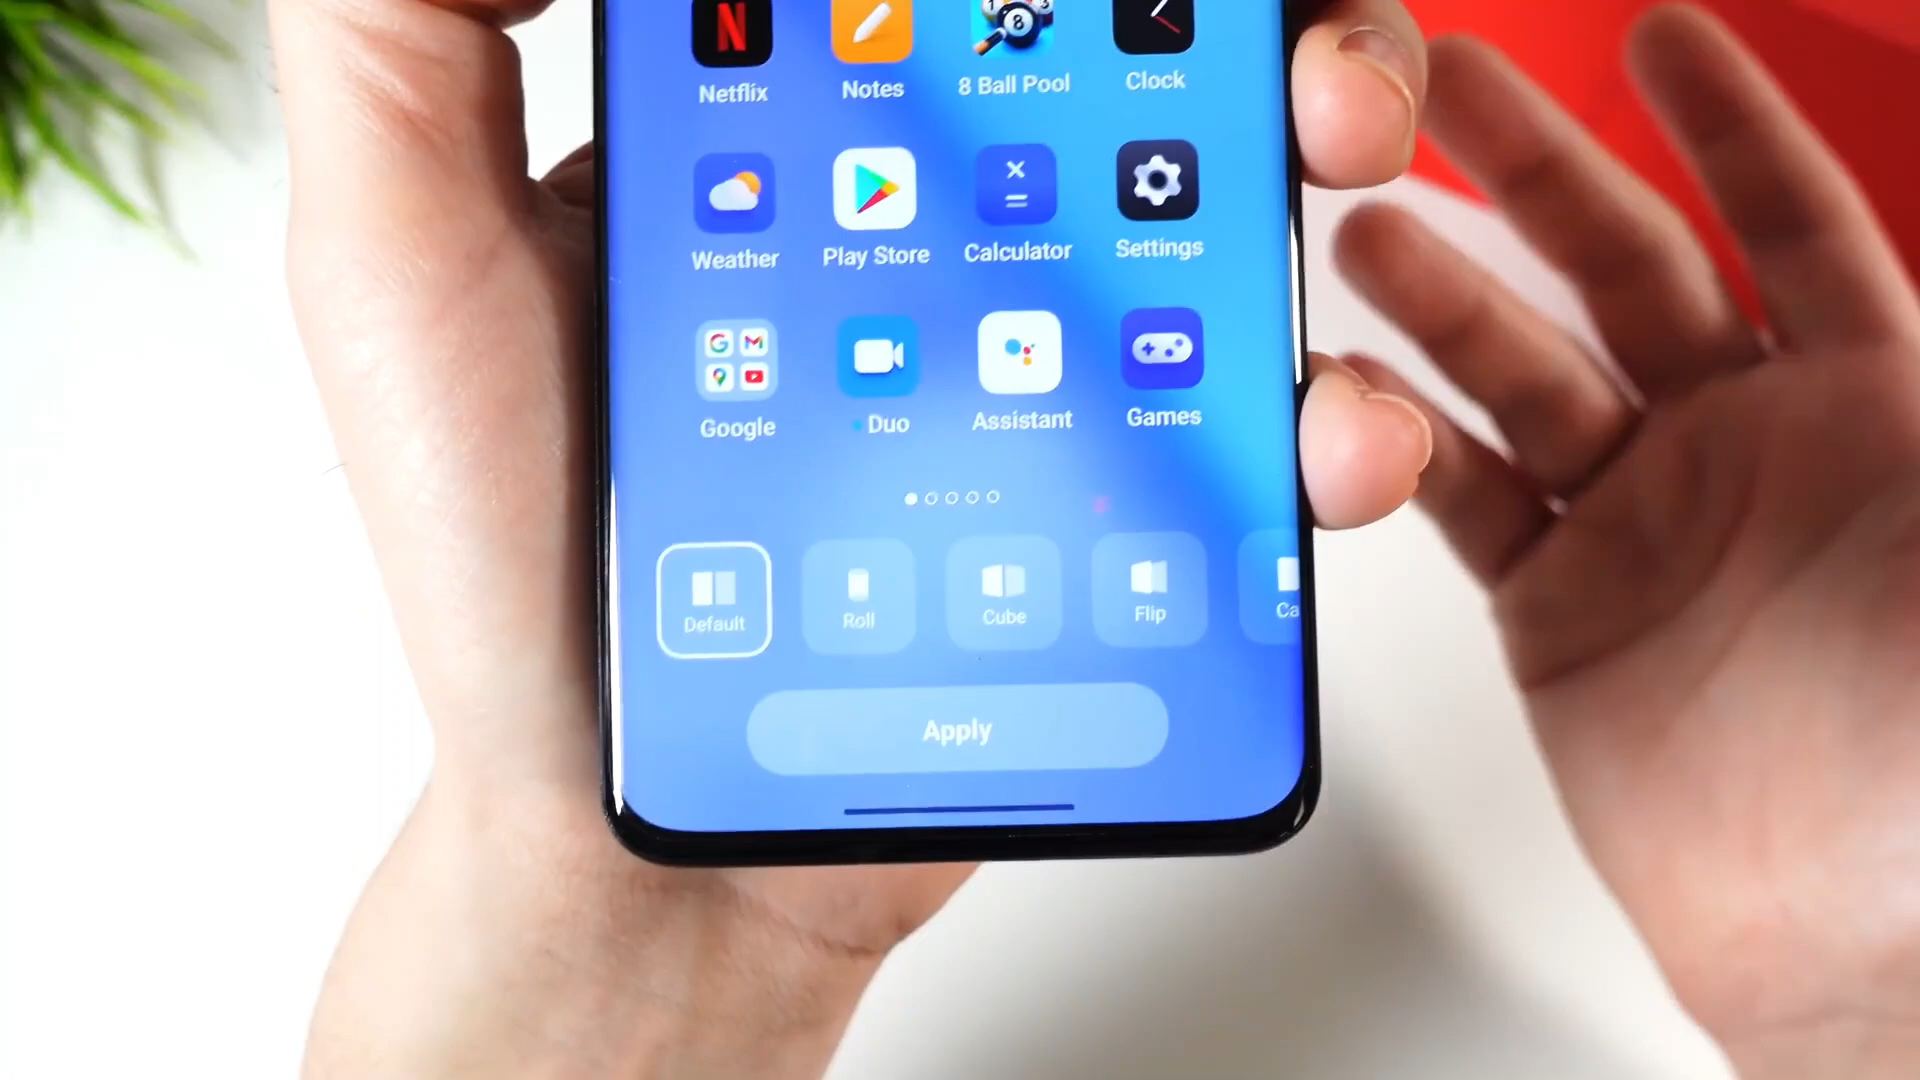 Netflix Notes 8 Ball Pool Clock
Weather Play Store Calculator Settings
Google Duo Assistant Games
Default Roll Cube Flip Ca
Apply